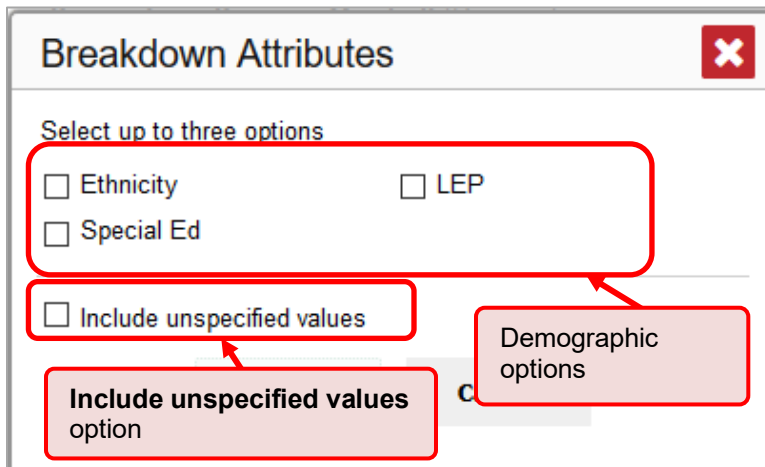 Breakdown Attributes
Select up to three options
Ethnicity
LEP
Special Ed
Include unspecified values
Demographic
options
Include unspecified values
option